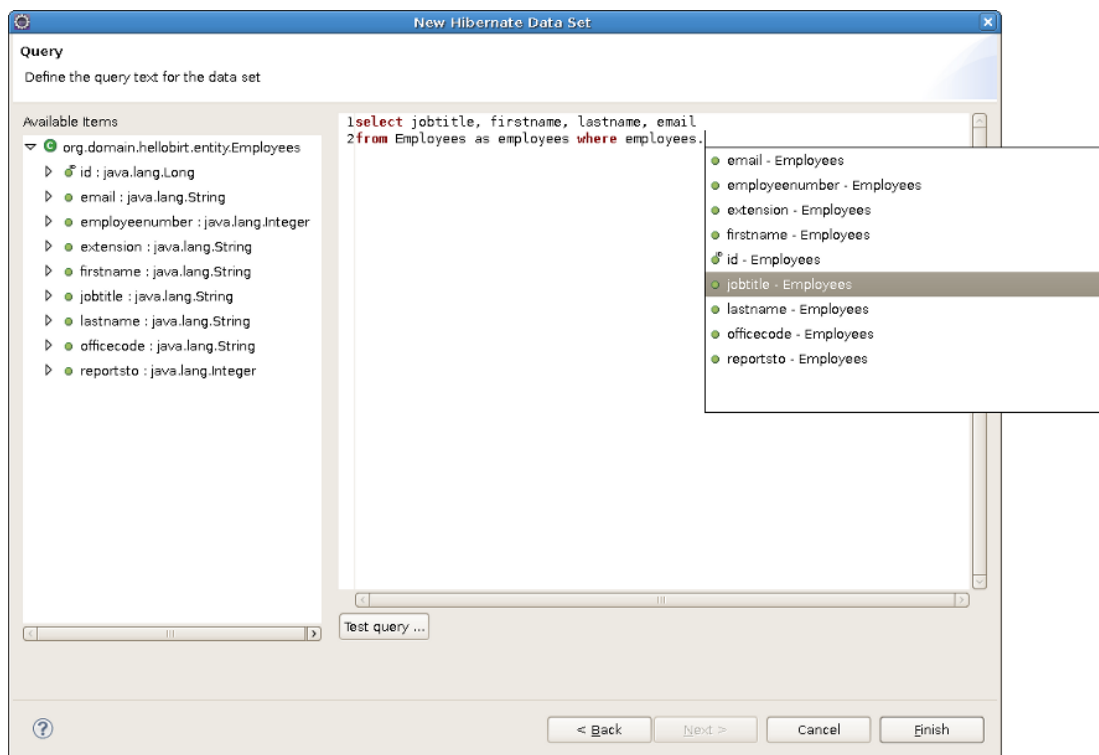 New Hibernate Data Set
Query
Define the query text for the data set
Available Items
org.domain.hellobirt.entity.Employees
id : java.lang.Long
email : java.lang.String
employeenumber : java.lang.Integer
extension : java.lang.String
firstname : java.lang.String
jobtitle : java.lang.String
lastname : java.lang.String
officecode : java.lang.String
reportsto : java.lang.Integer
1select jobtitle, firstname, lastname, email
2from Employees as employees where employees.
email - Employees
employeenumber - Employees
extension - Employees
firstname - Employees
id - Employees
jobtitle - Employees
lastname - Employees
officecode - Employees
reportsto - Employees
Test query ...
< Back
Next >
Cancel
Finish